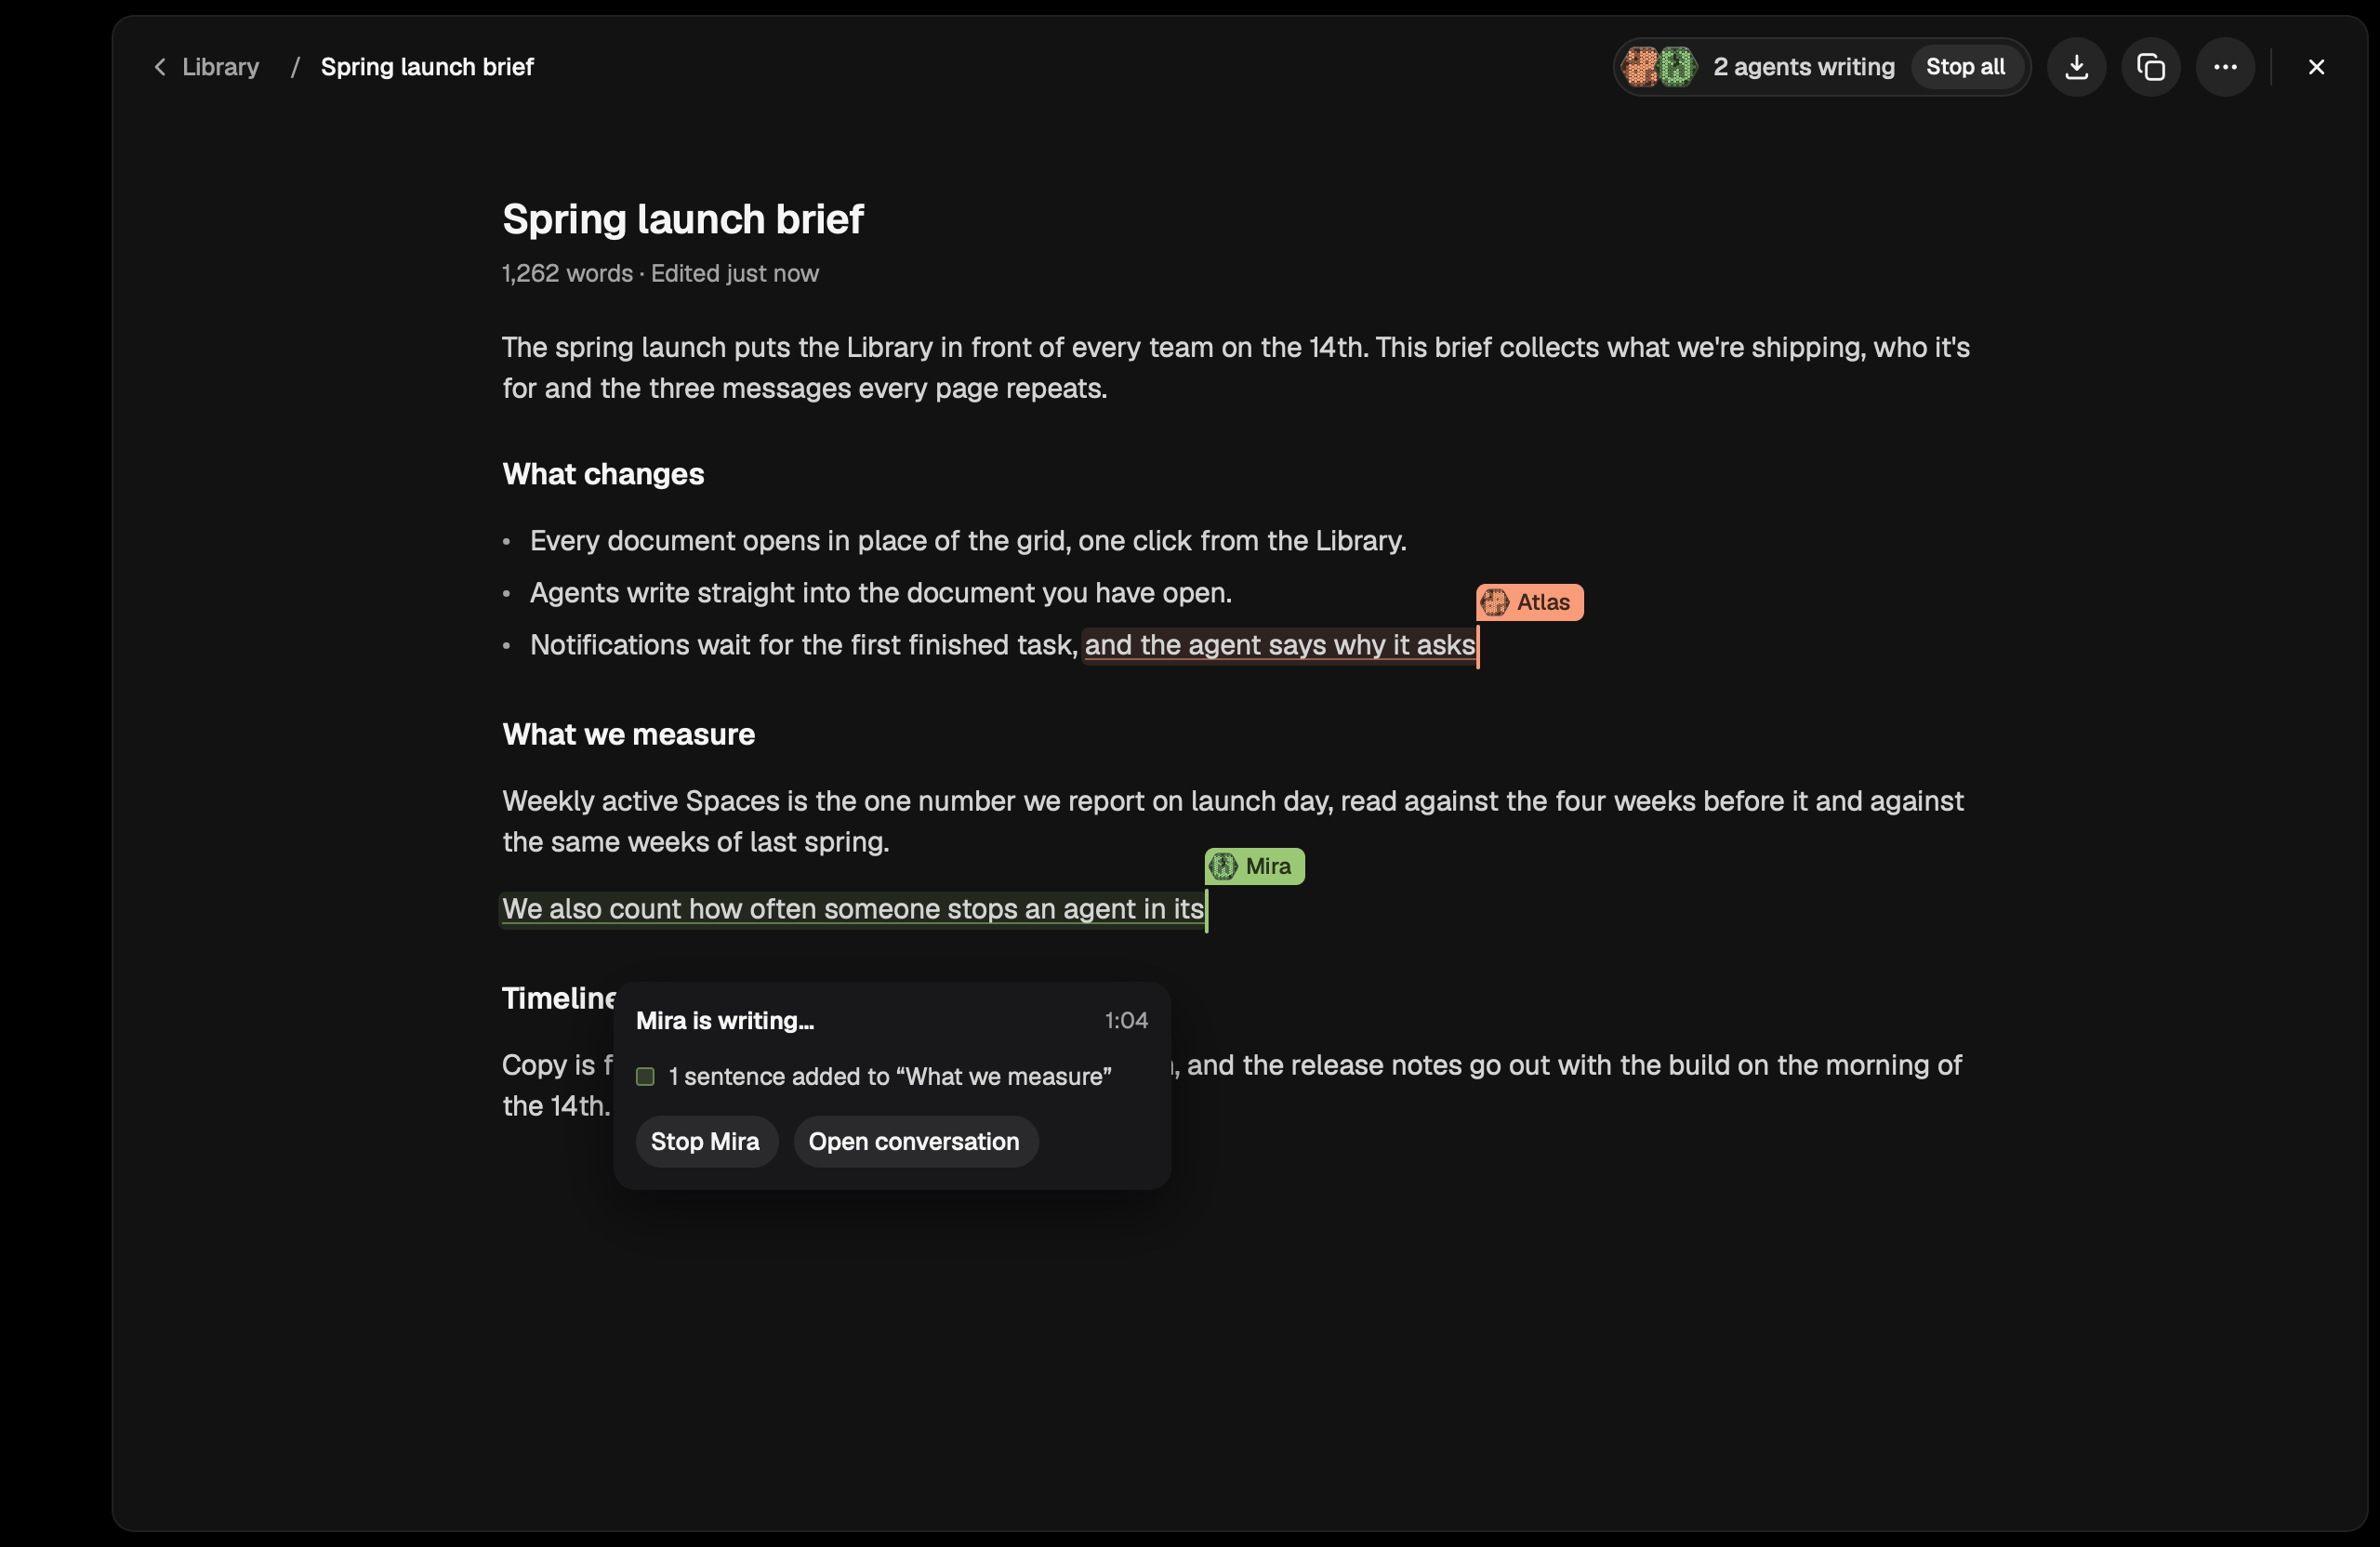 Library / Spring launch brief
2 agents writing Stop all
Spring launch brief
1,262 words · Edited just now
The spring launch puts the Library in front of every team on the 14th. This brief collects what we're shipping, who it's
for and the three messages every page repeats.
What changes
• Every document opens in place of the grid, one click from the Library.
• Agents write straight into the document you have open.
Atlas
• Notifications wait for the first finished task, and the agent says why it asks
What we measure
Weekly active Spaces is the one number we report on launch day, read against the four weeks before it and against
the same weeks of last spring.
Mira
We also count how often someone stops an agent in its
Timeline
Mira is writing… 1:04
Copy is
, and the release notes go out with the build on the morning of
1 sentence added to “What we measure”
the 14th.
Stop Mira Open conversation